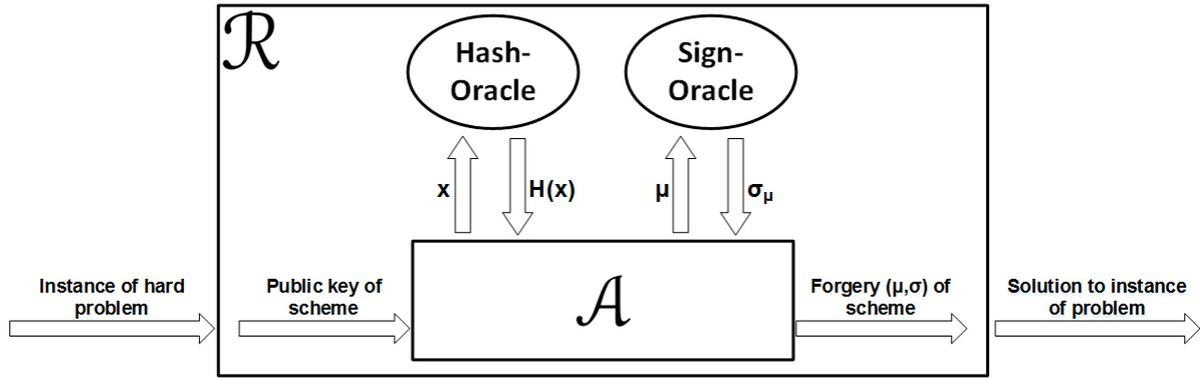 ℛ
Hash-
Oracle
Sign-
Oracle
x
H(x)
μ
σμ
Instance of hard
problem
Public key of
scheme
𝒜
Forgery (μ,σ) of
scheme
Solution to instance
of problem